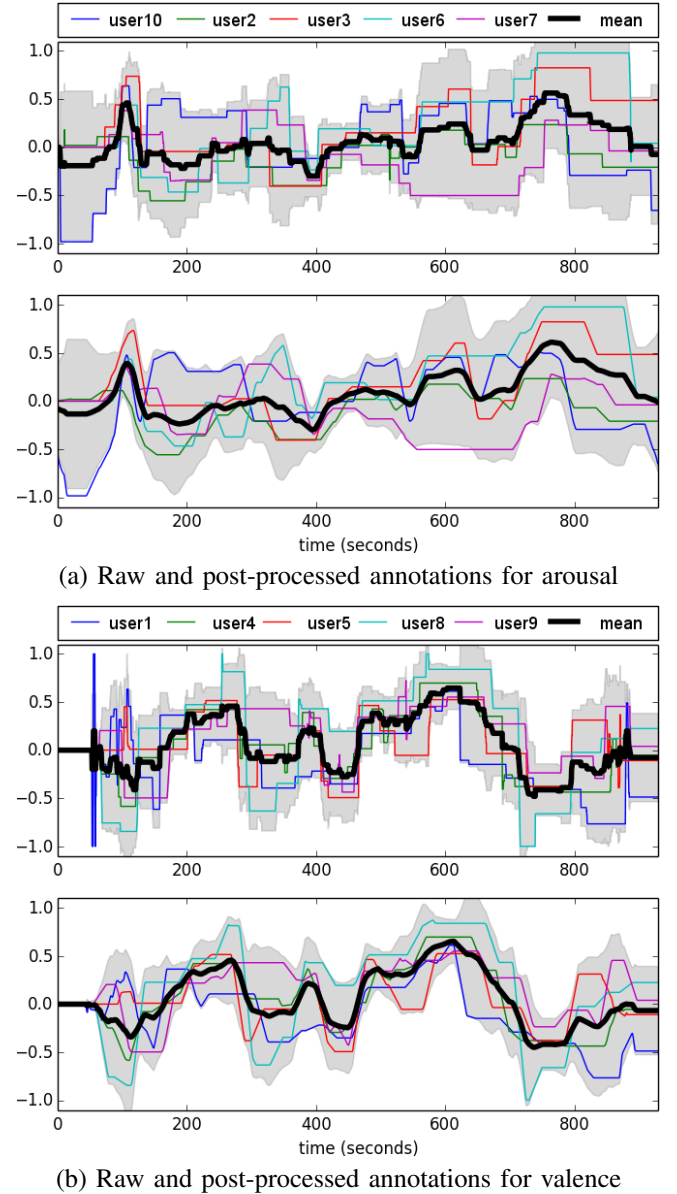 user10 user2 user3 user6 user7 mean
1.0
0.5
0.0
-0.5
-1.0
0 200 400 600 800
1.0
0.5
0.0
-0.5
-1.0
0 200 400 600 800
time (seconds)
(a) Raw and post-processed annotations for arousal
user1 user4 user5 user8 user9 mean
1.0
0.5
0.0
-0.5
-1.0
0 200 400 600 800
1.0
0.5
0.0
-0.5
-1.0
0 200 400 600 800
time (seconds)
(b) Raw and post-processed annotations for valence